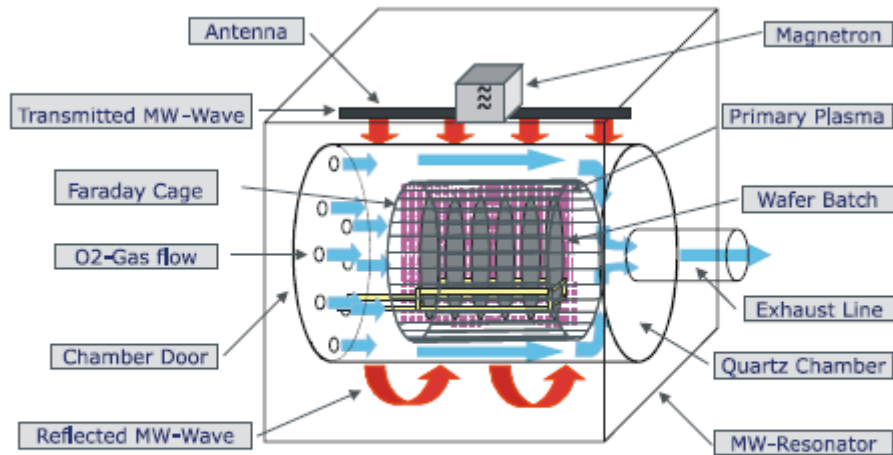 Antenna
Magnetron
Transmitted MW-Wave
Primary Plasma
Faraday Cage
Wafer Batch
O2-Gas flow
Exhaust Line
Chamber Door
Quartz Chamber
Reflected MW-Wave
MW-Resonator